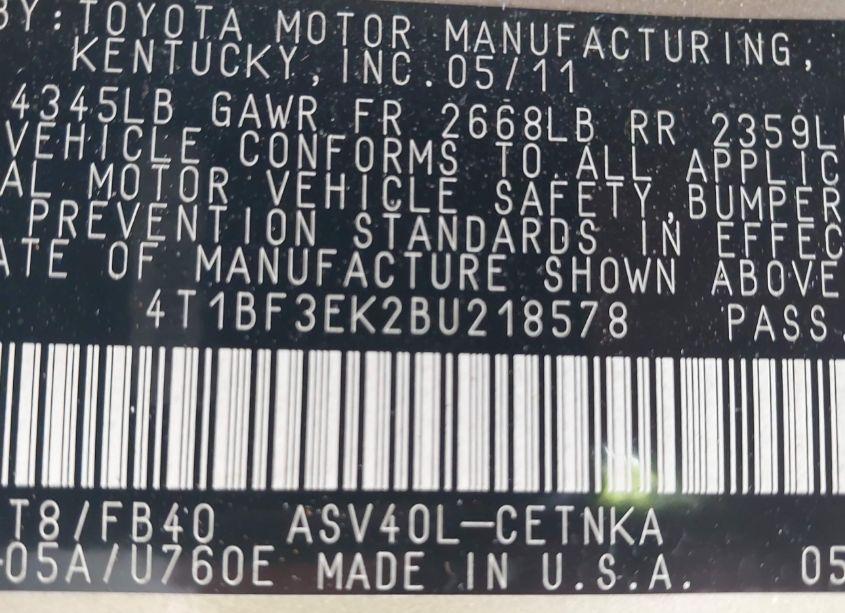 BY:TOYOTA MOTOR MANUFACTURING,
KENTUCKY,INC.05/11
4345LB GAWR FR 2668LB RR 2359L
VEHICLE CONFORMS TO ALL APPLIC
AL MOTOR VEHICLE SAFETY,BUMPER
PREVENTION STANDARDS IN EFFEC
ATE OF MANUFACTURE SHOWN ABOVE
4T1BF3EK2BU218578 PASS.
T8/FB40 ASV40L-CETNKA
-05A/U760E MADE IN U.S.A. 05